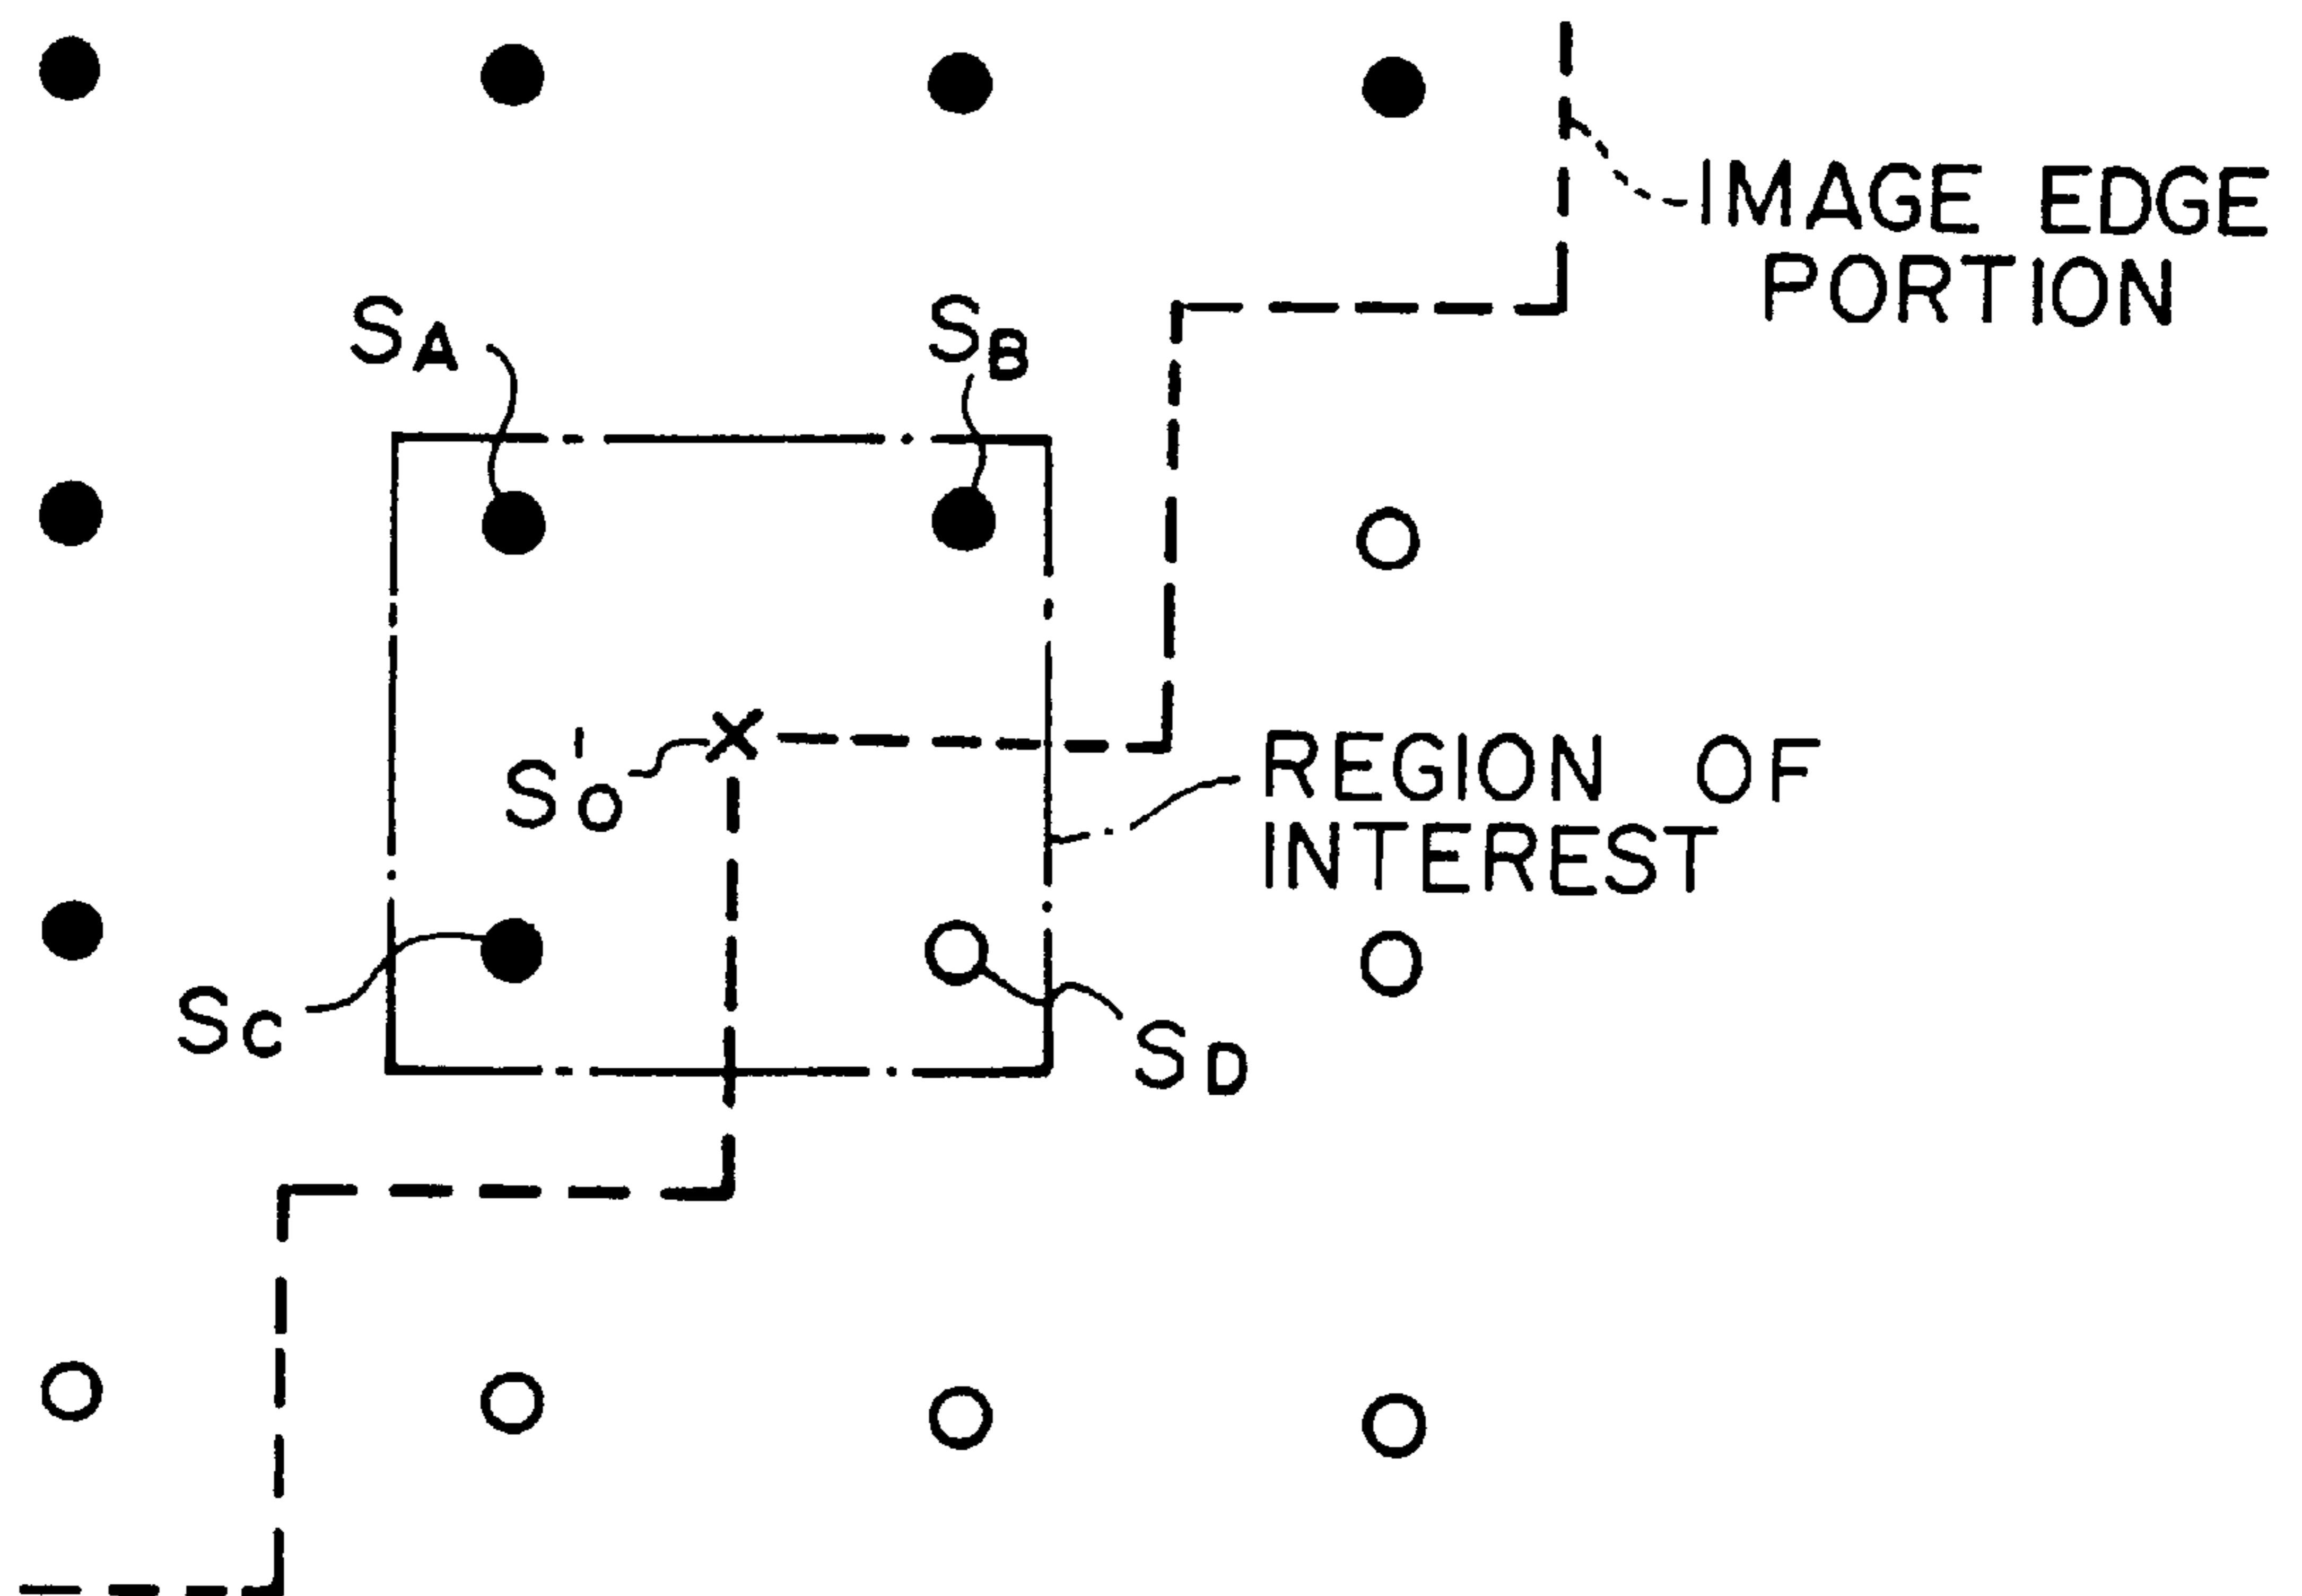 IMAGE EDGE
PORTION
SA
SB
S'O
REGION OF
INTEREST
SC
SD